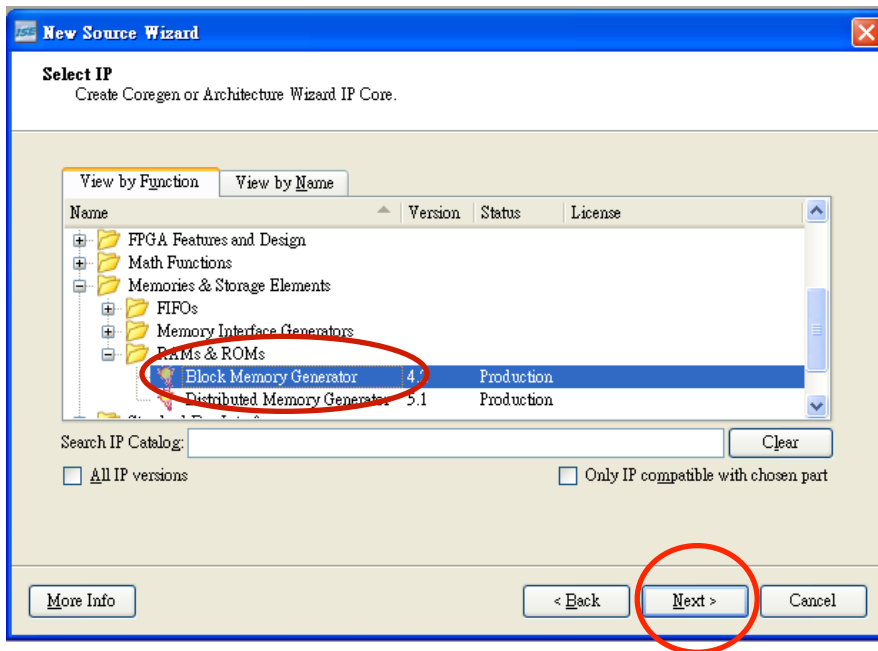 ISE New Source Wizard
Select IP
Create Coregen or Architecture Wizard IP Core.
View by Function View by Name
Name Version Status License
FPGA Features and Design
Math Functions
Memories & Storage Elements
FIFOs
Memory Interface Generators
RAMs & ROMs
Block Memory Generator Production
Distributed Memory Generator 5.1 Production
Search IP Catalog: Clear
All IP versions Only IP compatible with chosen part
More Info < Back Next > Cancel